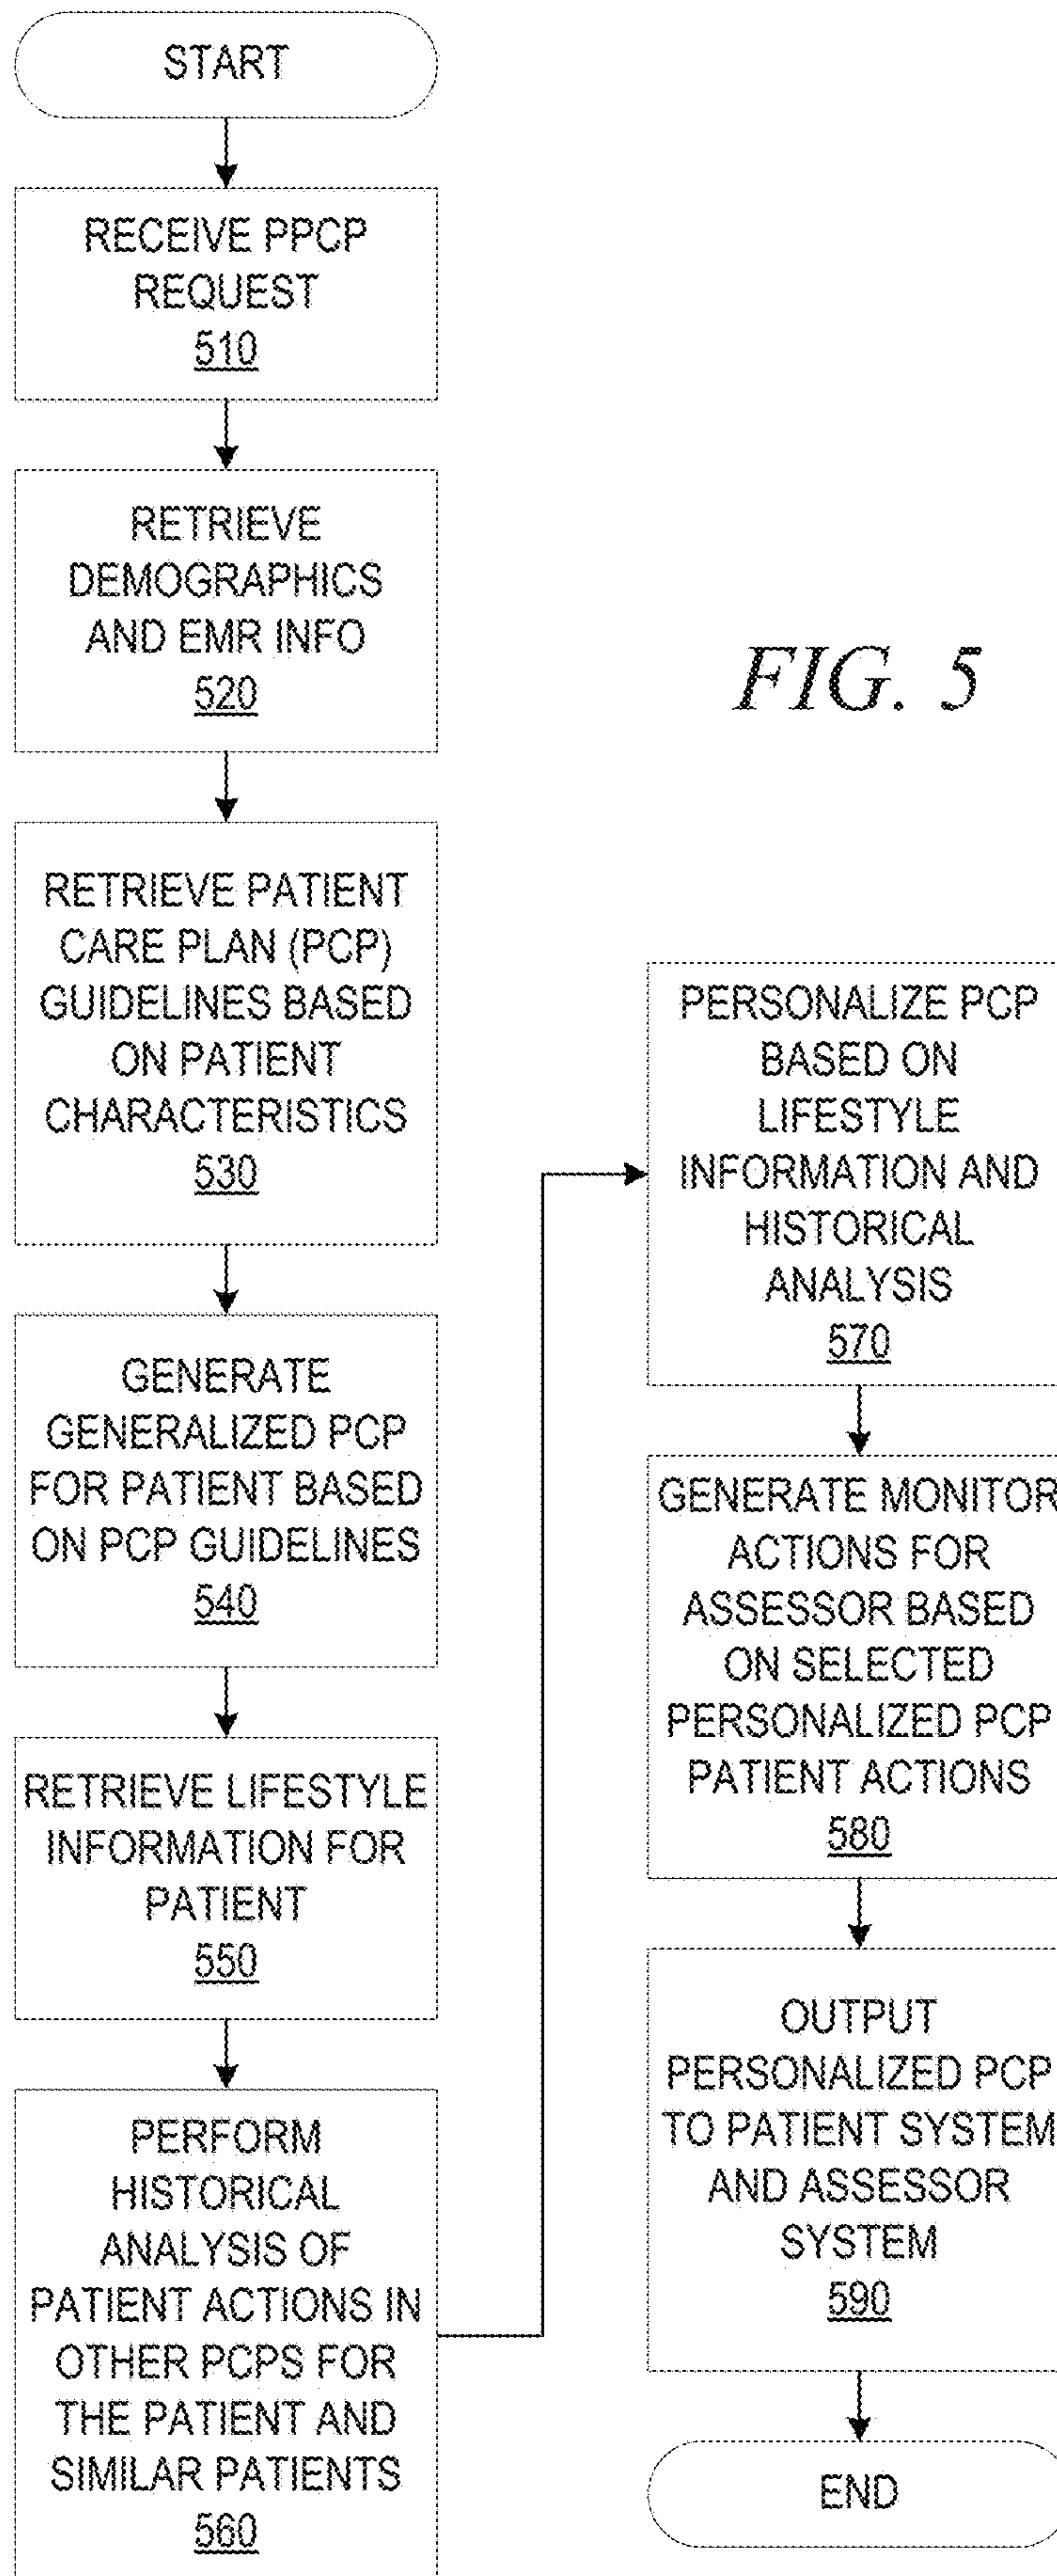 START
RECEIVE PPCP
REQUEST
510
RETRIEVE
DEMOGRAPHICS
AND EMR INFO
520
RETRIEVE PATIENT
CARE PLAN (PCP)
GUIDELINES BASED
ON PATIENT
CHARACTERISTICS
530
GENERATE
GENERALIZED PCP
FOR PATIENT BASED
ON PCP GUIDELINES
540
RETRIEVE LIFESTYLE
INFORMATION FOR
PATIENT
550
PERFORM
HISTORICAL
ANALYSIS OF
PATIENT ACTIONS IN
OTHER PCPS FOR
THE PATIENT AND
SIMILAR PATIENTS
560
FIG. 5
PERSONALIZE PCP
BASED ON
LIFESTYLE
INFORMATION AND
HISTORICAL
ANALYSIS
570
GENERATE MONITOR
ACTIONS FOR
ASSESSOR BASED
ON SELECTED
PERSONALIZED PCP
PATIENT ACTIONS
580
OUTPUT
PERSONALIZED PCP
TO PATIENT SYSTEM
AND ASSESSOR
SYSTEM
590
END